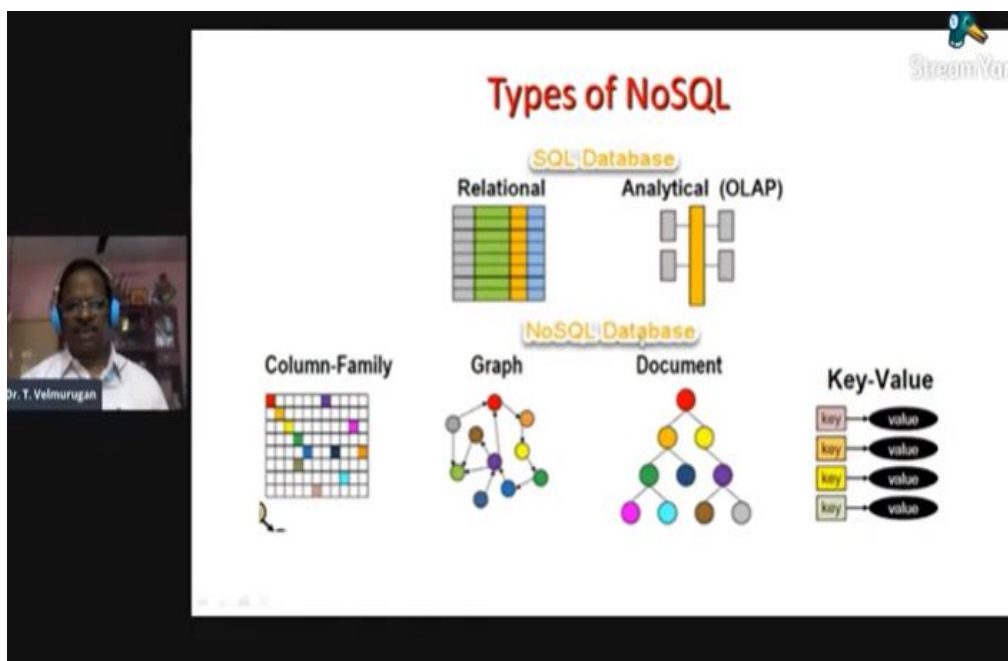 StreamYar
Types of NoSQL
SQL Database
Relational
Analytical (OLAP)
NoSQL Database
Column-Family
Graph
Document
Key-Value
key value
key value
key value
key value
Dr. T. Velmurugan